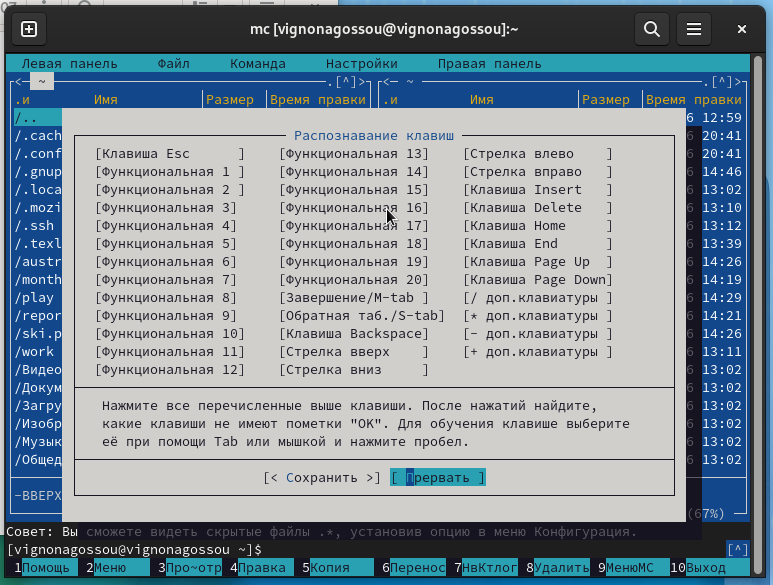 mc [vignonagossou@vignonagossou]:~
Левая панель Файл Команда Настройки Правая панель
<─ ~ .[^]> <─ ~ .[^]>
.и Имя Размер Время правки .и Имя Размер Время правки
/.. 6 12:59
Распознавание клавиш
/.cach 6 20:41
[Клавиша Esc ] [Функциональная 13] [Стрелка влево ]
/.conf 6 20:41
[Функциональная 1 ] [Функциональная 14] [Стрелка вправо ]
/.gnup 6 14:46
[Функциональная 2 ] [Функциональная 15] [Клавиша Insert ]
/.loca 6 13:02
[Функциональная 3] [Функциональная 16] [Клавиша Delete ]
/.mozi 6 13:10
[Функциональная 4] [Функциональная 17] [Клавиша Home ]
/.ssh 6 13:12
[Функциональная 5] [Функциональная 18] [Клавиша End ]
/.texl 6 13:39
[Функциональная 6] [Функциональная 19] [Клавиша Page Up ]
/austr 6 14:26
[Функциональная 7] [Функциональная 20] [Клавиша Page Down]
/month 6 14:19
[Функциональная 8] [Завершение/M-tab ] [/ доп.клавиатуры ]
/play 6 14:29
[Функциональная 9] [Обратная таб./S-tab] [* доп.клавиатуры ]
/repor 6 14:21
[Функциональная 10] [Клавиша Backspace] [- доп.клавиатуры ]
/ski.p 6 14:26
[Функциональная 11] [Стрелка вверх ] [+ доп.клавиатуры ]
/work 6 13:11
[Функциональная 12] [Стрелка вниз ]
/Видео 6 13:02
/Докум 6 13:02
Нажмите все перечисленные выше клавиши. После нажатий найдите,
/Загру 6 13:02
какие клавиши не имеют пометки "OK". Для обучения клавише выберите
/Изобр 6 13:02
её при помощи Tab или мышкой и нажмите пробел.
/Музык 6 13:02
/Общед 6 13:02
[< Сохранить >] [ Прервать ]
-ВВЕРХ
(67%)
Совет: Вы сможете видеть скрытые файлы .*, установив опцию в меню Конфигурация.
[vignonagossou@vignonagossou ~]$ [^]
1Помощь 2Меню 3Про~отр 4Правка 5Копия 6Перенос 7НвКтлог 8Удалить 9МенюМС 10Выход